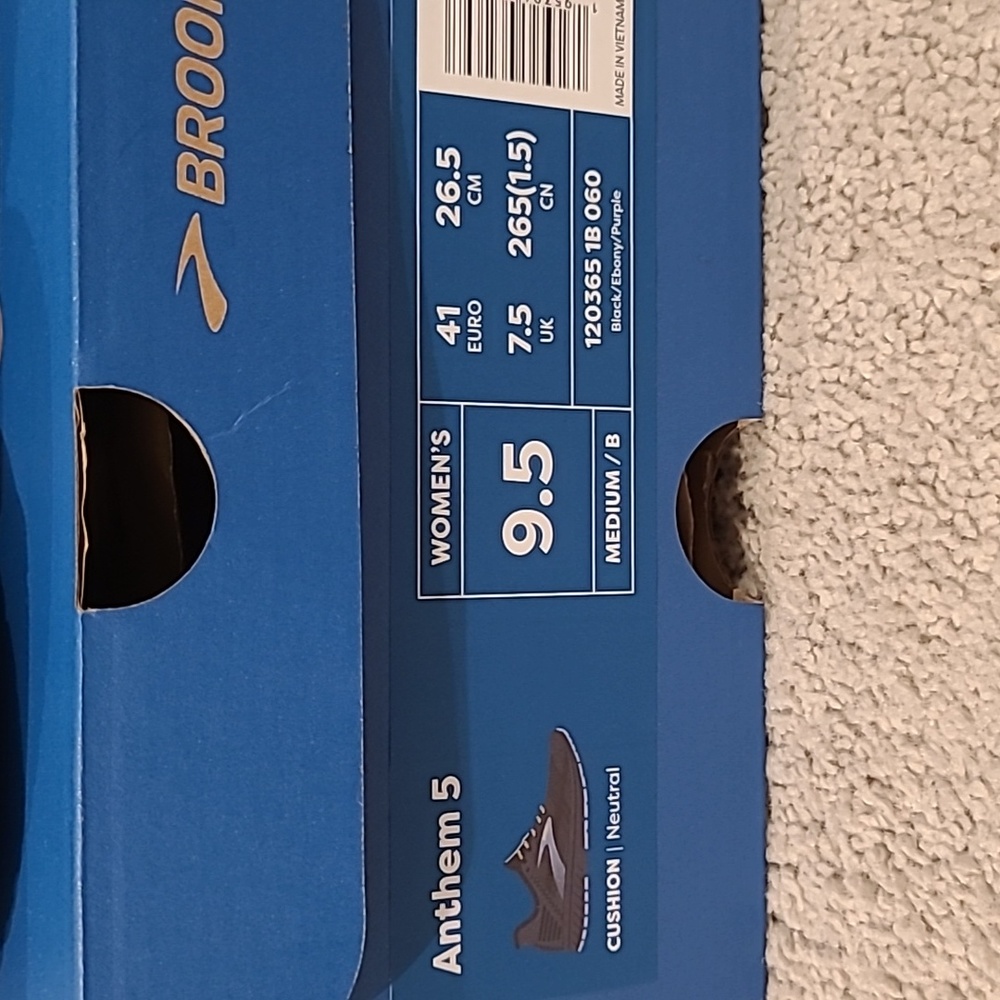 BROO
Anthem 5
CUSHION | Neutral
WOMEN'S
9.5
MEDIUM / B
41
EURO
26.5
CM
7.5
UK
265(1.5)
CN
120365 1B 060
Black/Ebony/Purple
MADE IN VIETNAM